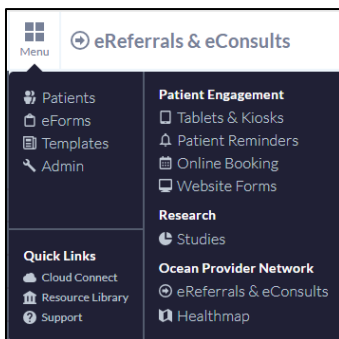 Menu
eReferrals & eConsults
Patients
eForms
Templates
Admin
Quick Links
Cloud Connect
Resource Library
Support
Patient Engagement
Tablets & Kiosks
Patient Reminders
Online Booking
Website Forms
Research
Studies
Ocean Provider Network
eReferrals & eConsults
Healthmap